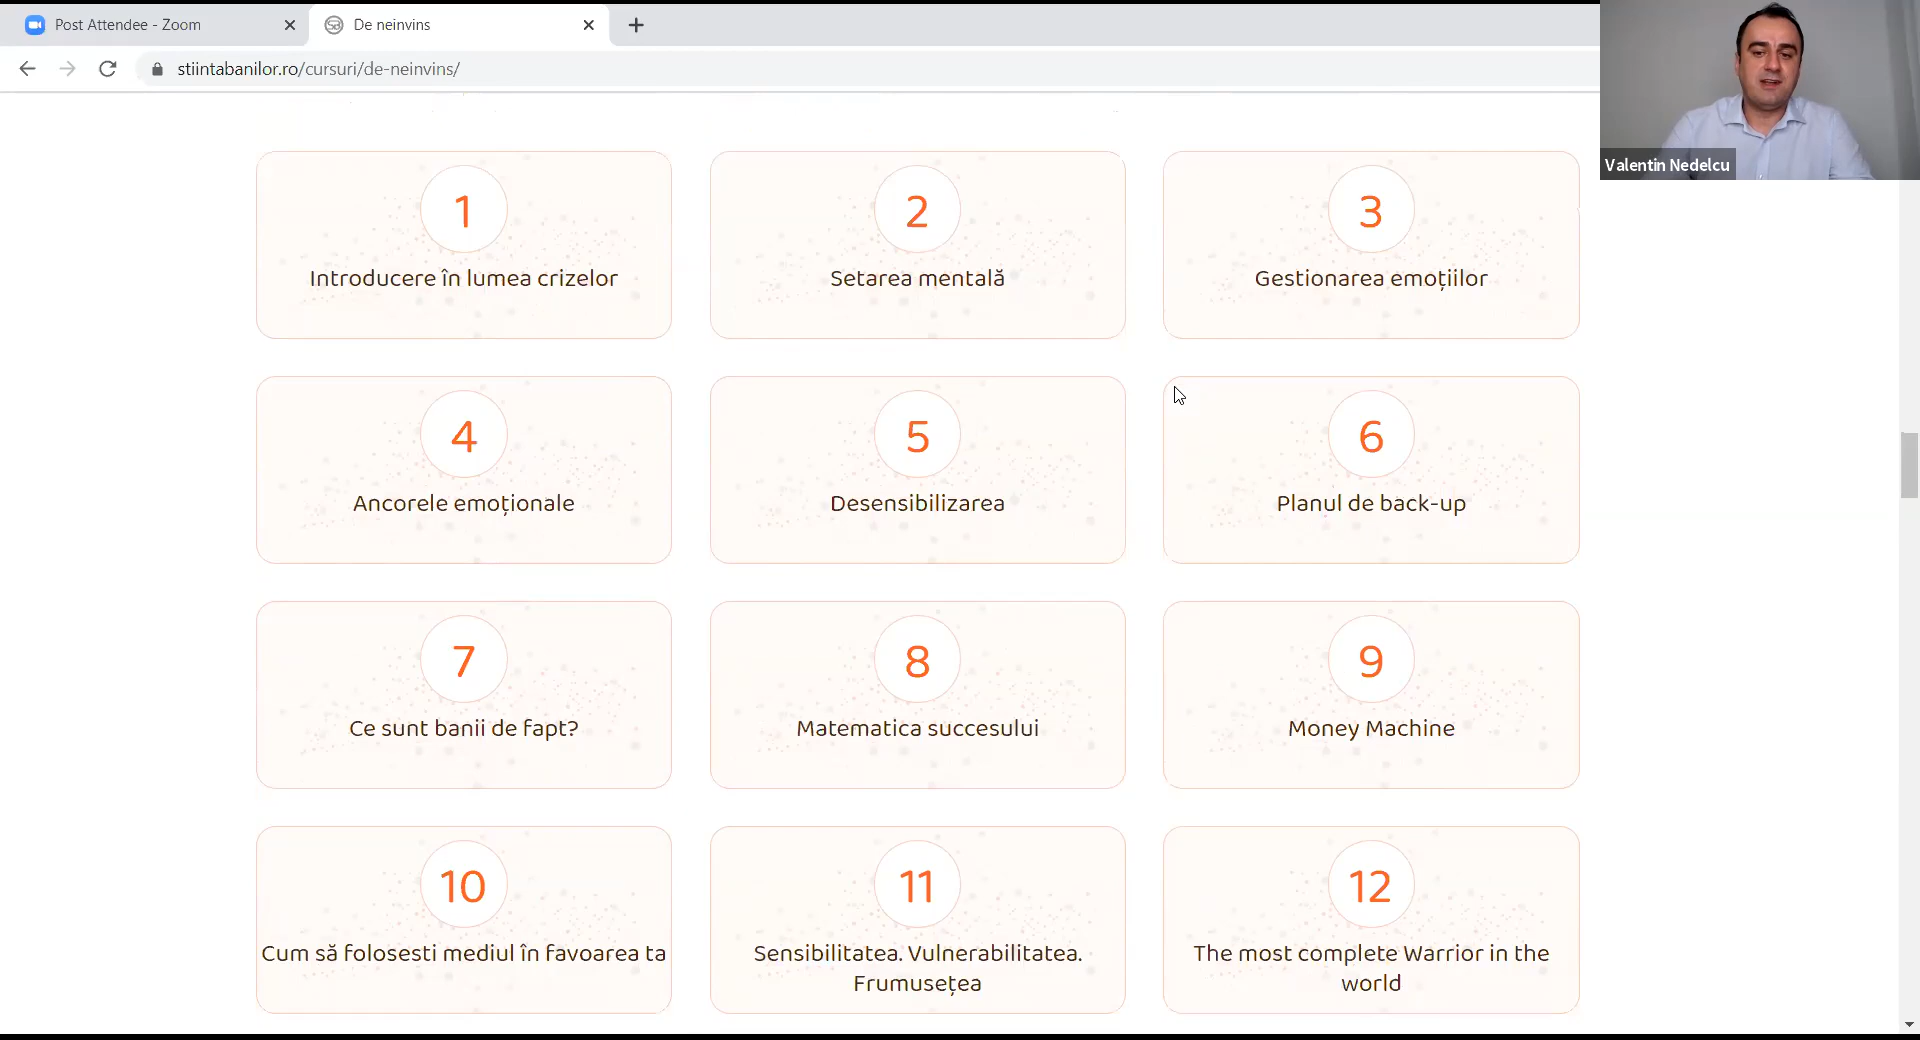 Post Attendee - Zoom
De neinvins
stiintabanilor.ro/cursuri/de-neinvins/
Valentin Nedelcu
1
Introducere în lumea crizelor
2
Setarea mentală
3
Gestionarea emoțiilor
4
Ancorele emoționale
5
Desensibilizarea
6
Planul de back-up
7
Ce sunt banii de fapt?
8
Matematica succesului
9
Money Machine
10
Cum să folosesti mediul în favoarea ta
11
Sensibilitatea. Vulnerabilitatea.
Frumusețea
12
The most complete Warrior in the
world